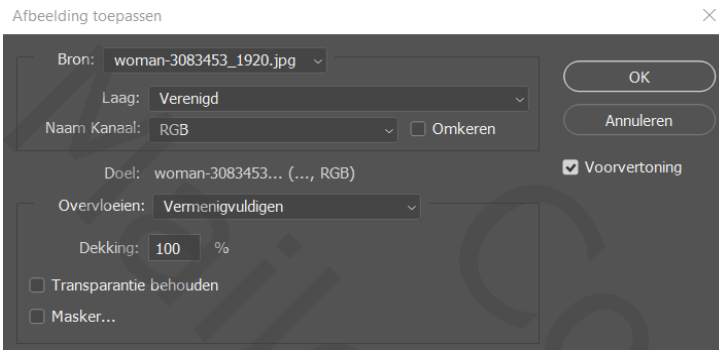 Afbeelding toepassen
Bron: woman-3083453_1920.jpg
OK
Laag: Verenigd
Naam Kanaal: RGB Omkeren
Annuleren
Doel: woman-3083453... (..., RGB)
Voorvertoning
Overvloeien: Vermenigvuldigen
Dekking: 100 %
Transparantie behouden
Masker...